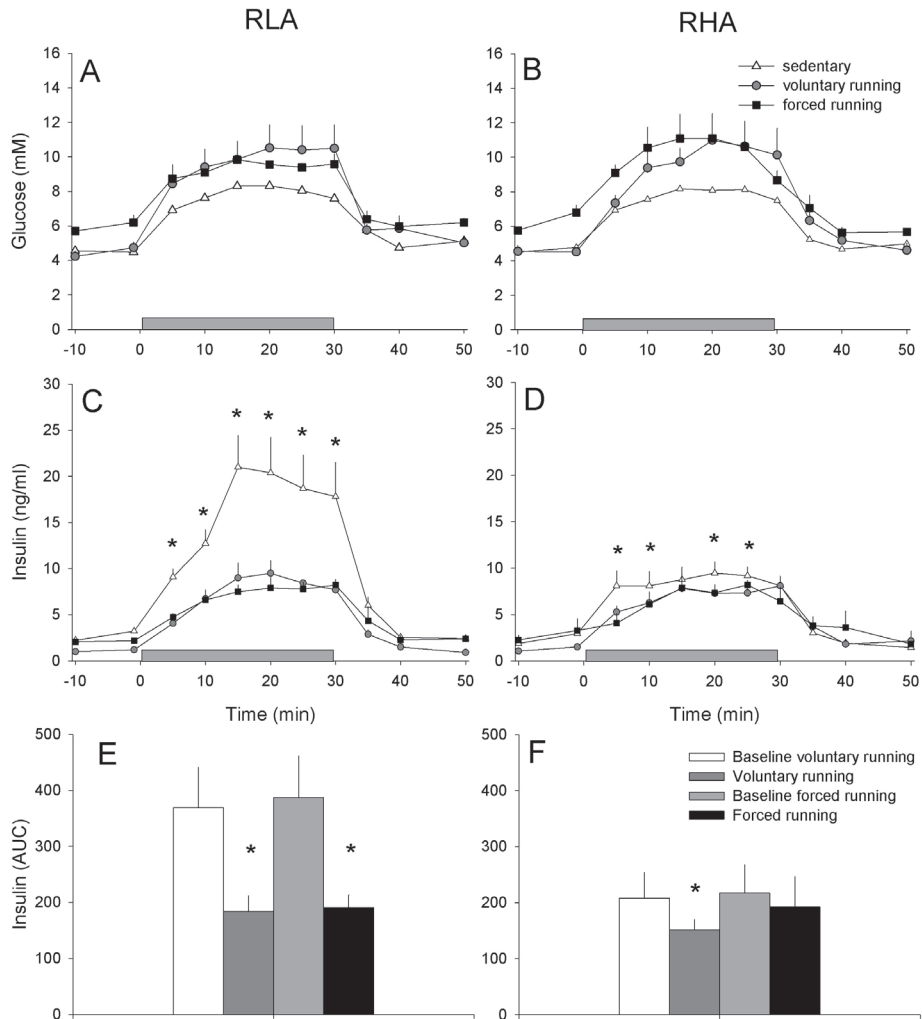 RLA
RHA
A
16
14
12
10
8
6
4
2
0
Glucose (mM)
-10 0 10 20 30 40 50
B
sedentary
voluntary running
forced running
16
14
12
10
8
6
4
2
0
-10 0 10 20 30 40 50
C
30
25
20
15
10
5
0
Insulin (ng/ml)
* * * * * *
-10 0 10 20 30 40 50
Time (min)
D
30
25
20
15
10
5
0
* * * *
-10 0 10 20 30 40 50
Time (min)
E
500
400
300
200
100
0
Insulin (AUC)
* *
F
Baseline voluntary running
Voluntary running
Baseline forced running
Forced running
500
400
300
200
100
0
*